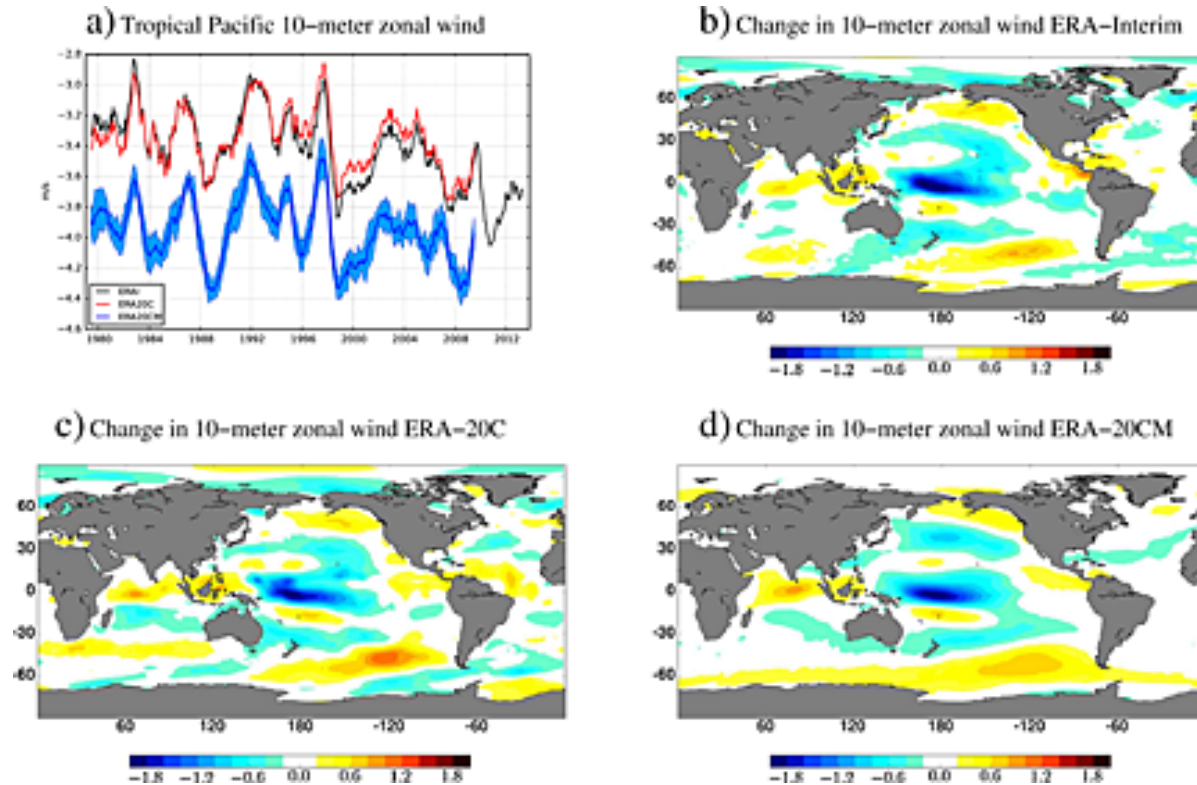 a) Tropical Pacific 10-meter zonal wind
-2.8
-3.0
-3.2
-3.4
-3.6
-3.8
-4.0
-4.2
-4.4
-4.6
m/s
ERAI
ERA20C
ERA20CM
1980 1984 1988 1992 1996 2000 2004 2008 2012
b) Change in 10-meter zonal wind ERA-Interim
60
30
0
-30
-60
60 120 180 -120 -60
-1.8 -1.2 -0.6 0.0 0.6 1.2 1.8
c) Change in 10-meter zonal wind ERA-20C
60
30
0
-30
-60
60 120 180 -120 -60
-1.8 -1.2 -0.6 0.0 0.6 1.2 1.8
d) Change in 10-meter zonal wind ERA-20CM
60
30
0
-30
-60
60 120 180 -120 -60
-1.8 -1.2 -0.6 0.0 0.6 1.2 1.8